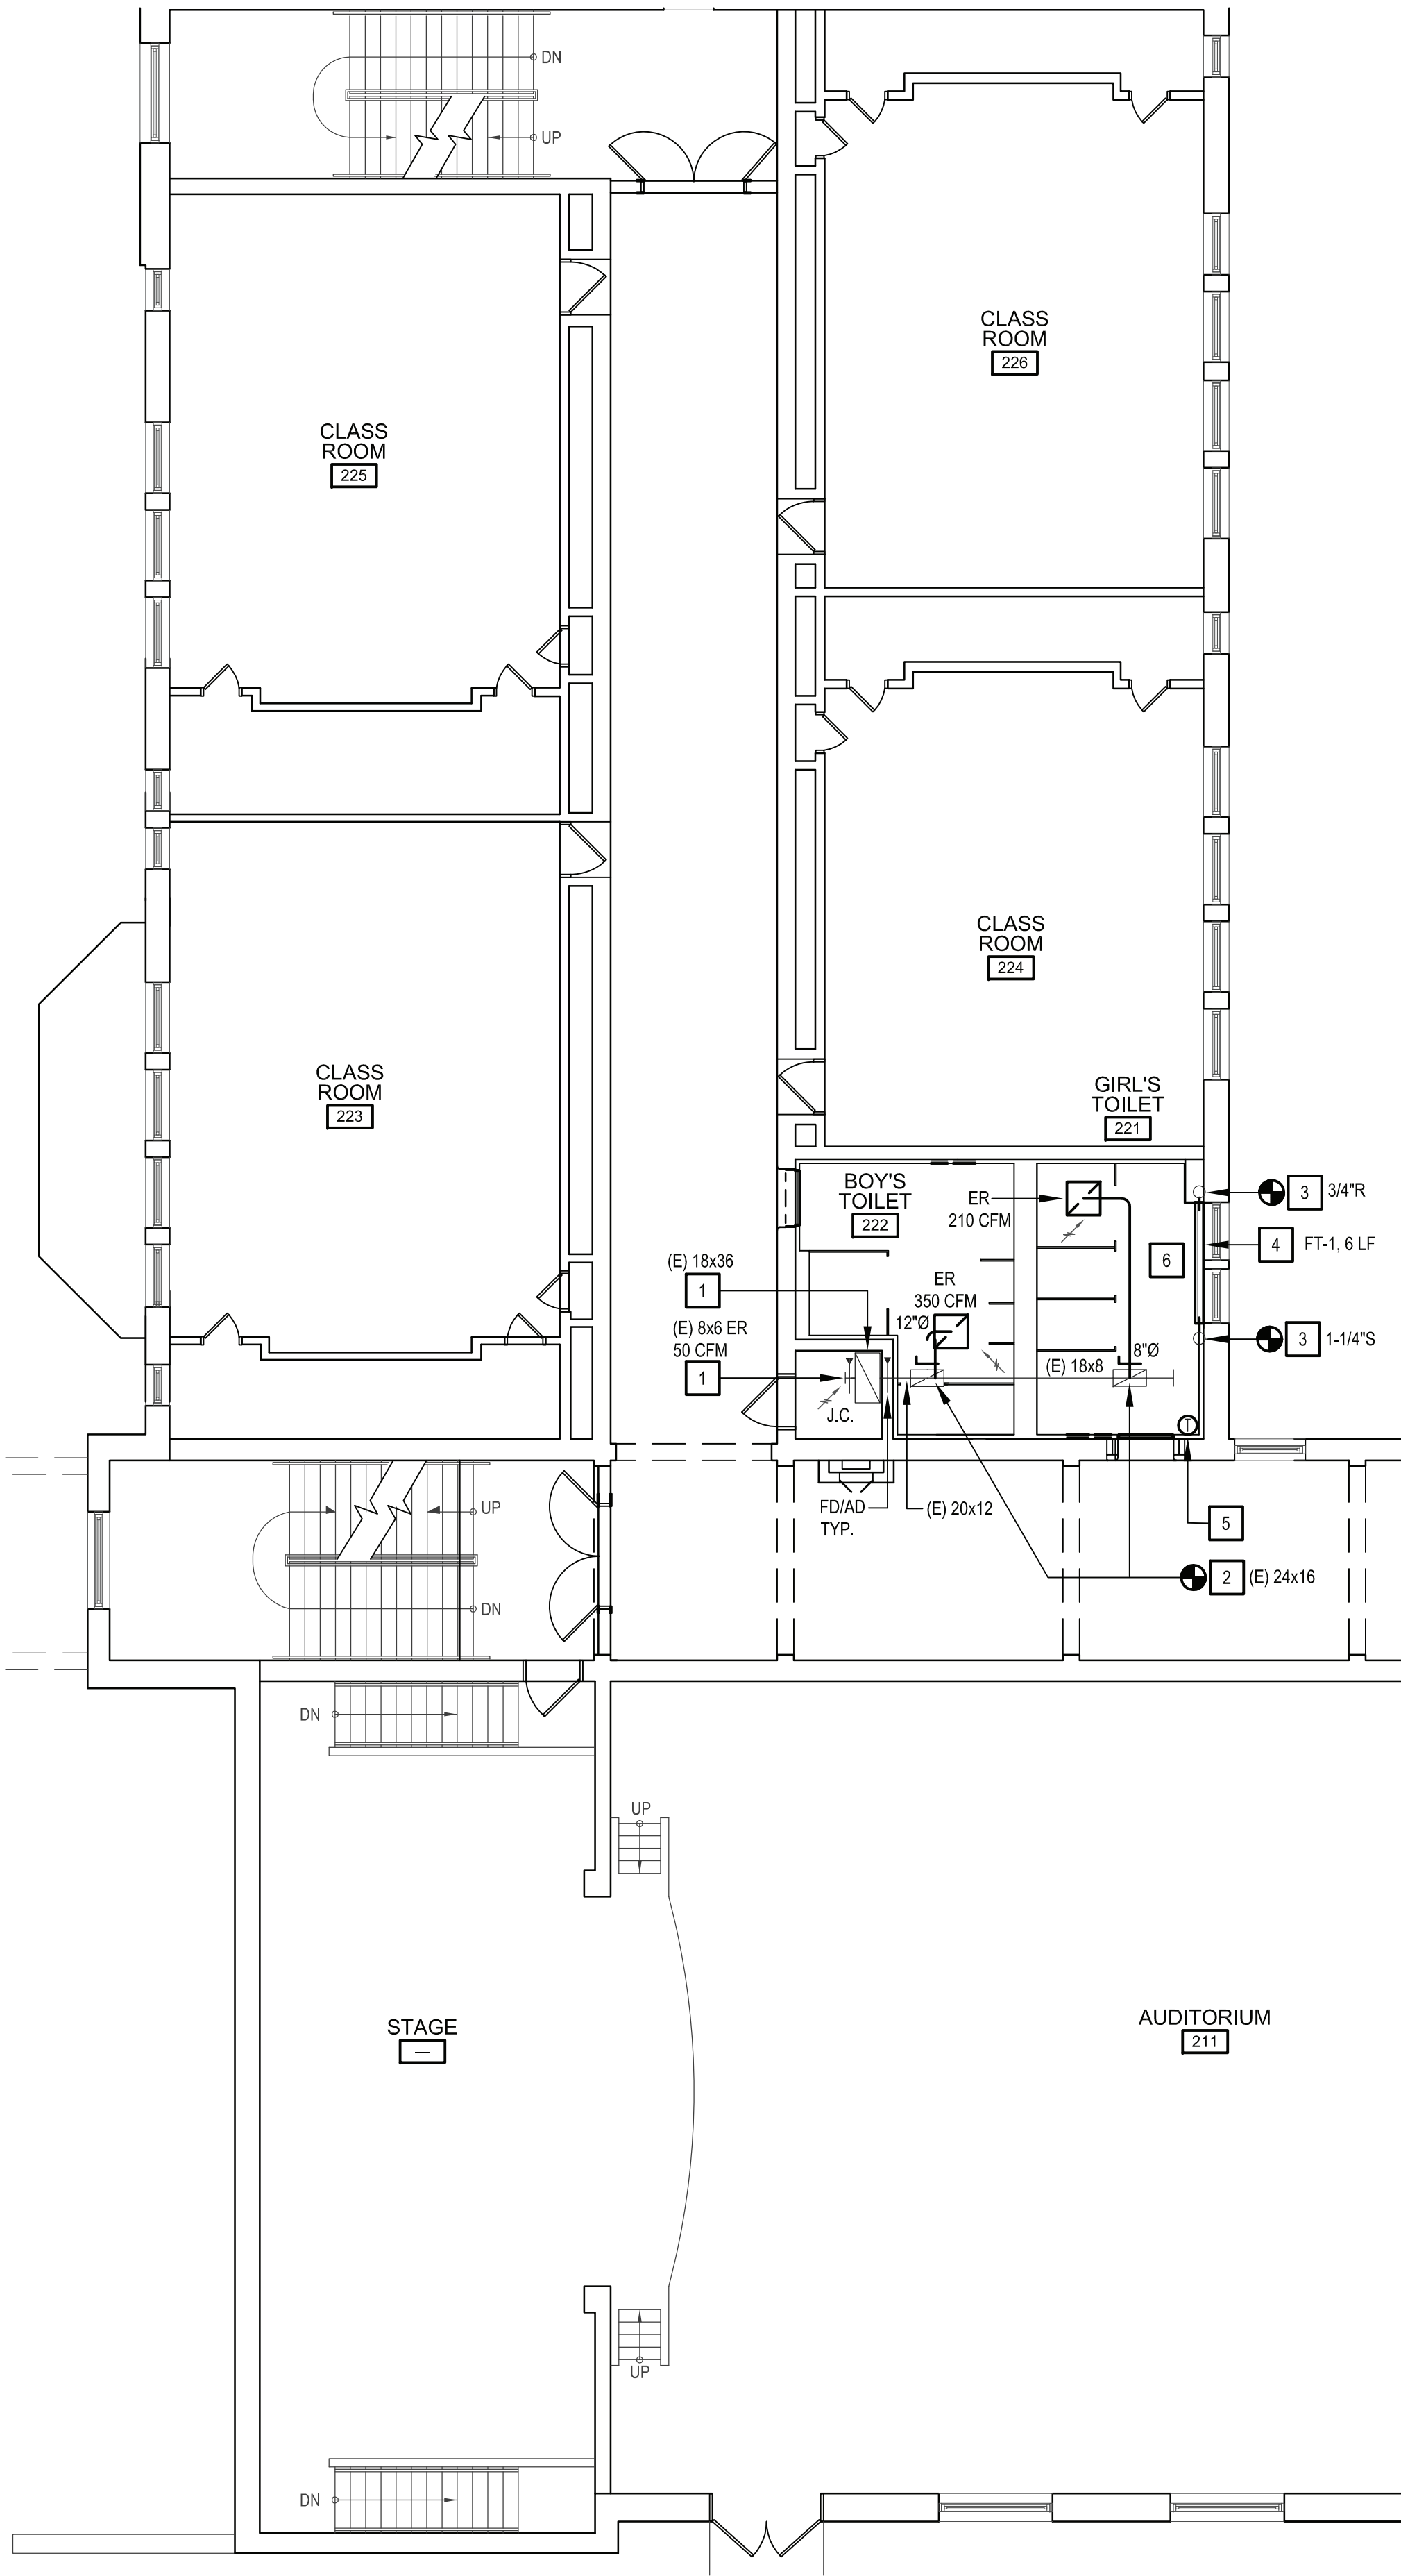 DN
UP
CLASS
ROOM
226
CLASS
ROOM
225
CLASS
ROOM
224
CLASS
ROOM
223
GIRL'S
TOILET
221
BOY'S
TOILET
222
ER
210 CFM
3
3/4"R
4
FT-1, 6 LF
6
(E) 18x36
1
ER
350 CFM
12"Ø
(E) 8x6 ER
50 CFM
1
3
1-1/4"S
8"Ø
(E) 18x8
J.C.
T
UP
FD/AD
TYP.
(E) 20x12
5
2
(E) 24x16
DN
DN
UP
STAGE
---
AUDITORIUM
211
UP
DN